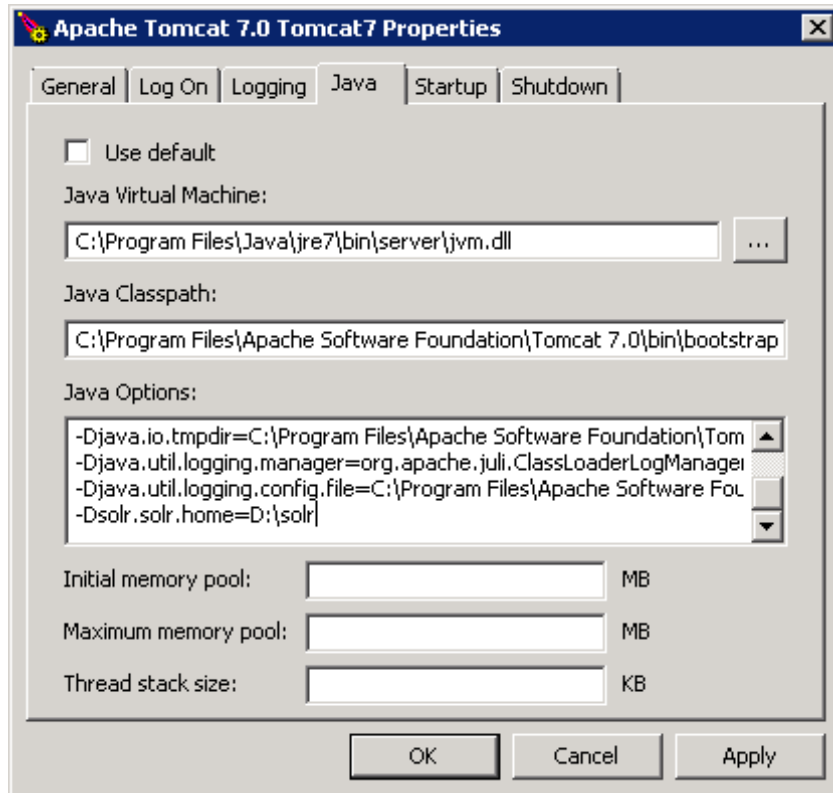 Apache Tomcat 7.0 Tomcat7 Properties
General Log On Logging Java Startup Shutdown
Use default
Java Virtual Machine:
C:\Program Files\Java\jre7\bin\server\jvm.dll
...
Java Classpath:
C:\Program Files\Apache Software Foundation\Tomcat 7.0\bin\bootstrap
Java Options:
-Djava.io.tmpdir=C:\Program Files\Apache Software Foundation\Tom
-Djava.util.logging.manager=org.apache.juli.ClassLoaderLogManager
-Djava.util.logging.config.file=C:\Program Files\Apache Software Fou
-Dsolr.solr.home=D:\solr
Initial memory pool: MB
Maximum memory pool: MB
Thread stack size: KB
OK Cancel Apply